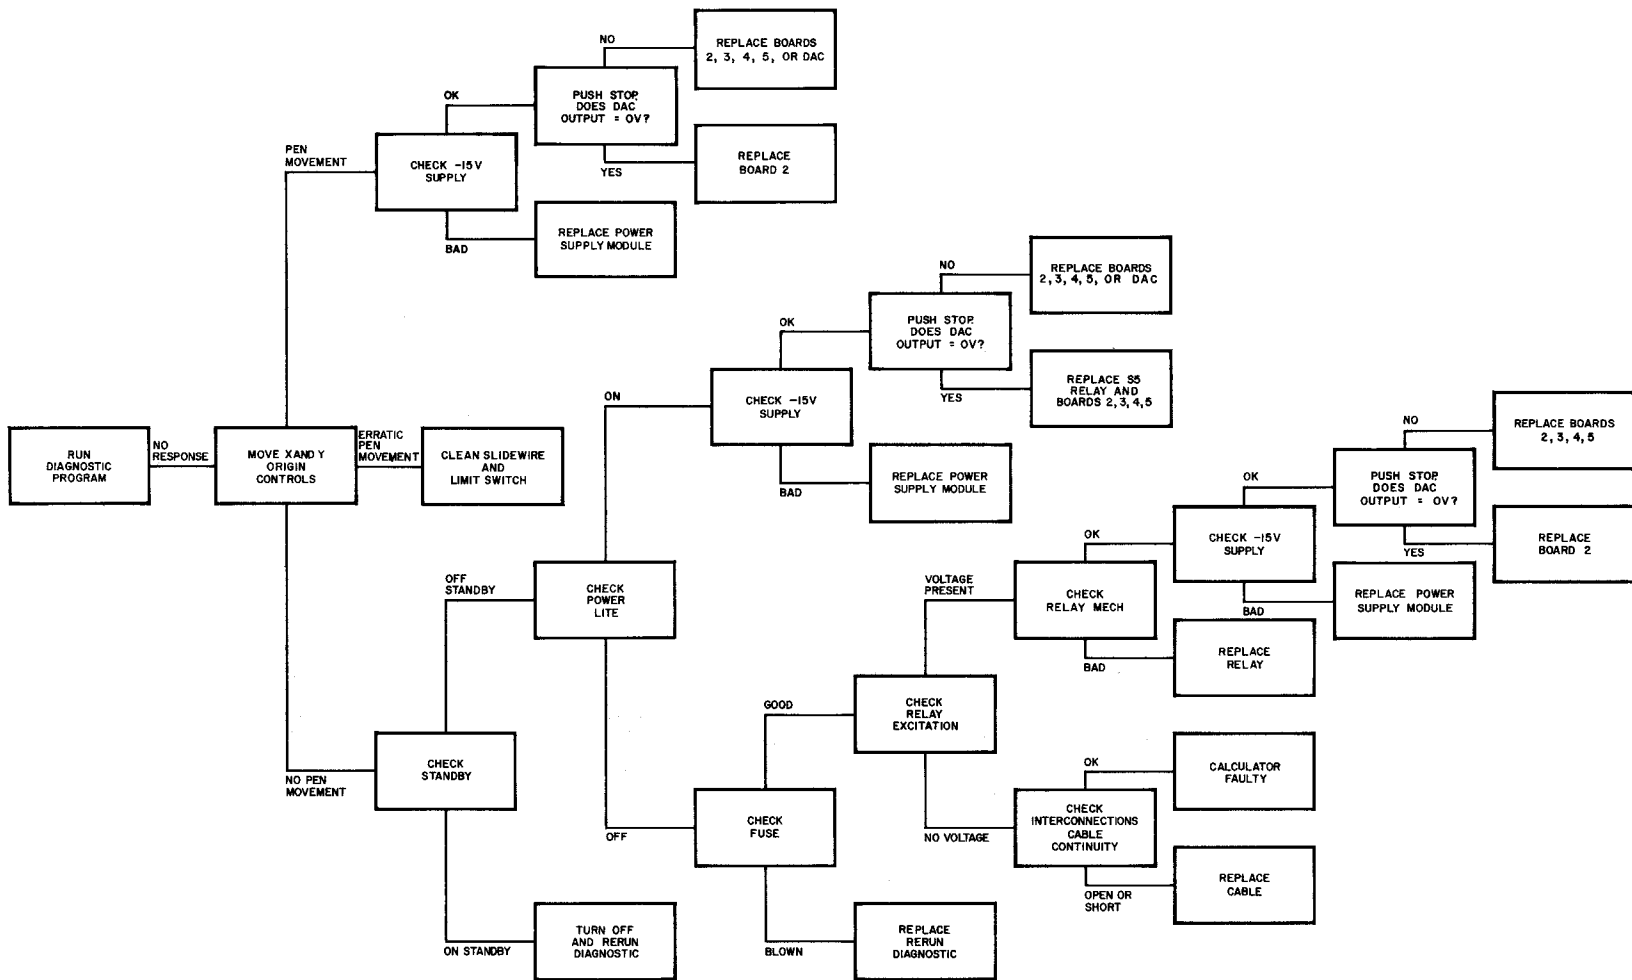 NO
REPLACE BOARDS
2, 3, 4, 5, OR DAC
OK
PUSH STOP.
DOES DAC
OUTPUT = OV?
PEN
MOVEMENT
CHECK -15V
SUPPLY
REPLACE
BOARD 2
YES
REPLACE POWER
SUPPLY MODULE
BAD
NO
REPLACE BOARDS
2, 3, 4, 5, OR DAC
OK
PUSH STOP.
DOES DAC
OUTPUT = OV?
ON
CHECK -15V
SUPPLY
YES
REPLACE S5
RELAY AND
BOARDS 2, 3, 4, 5
BAD
REPLACE POWER
SUPPLY MODULE
RUN
DIAGNOSTIC
PROGRAM
NO
RESPONSE
MOVE XANDY
ORIGIN
CONTROLS
ERRATIC
PEN
MOVEMENT
CLEAN SLIDEWIRE
AND
LIMIT SWITCH
NO
REPLACE BOARDS
2, 3, 4, 5
OK
PUSH STOP.
DOES DAC
OUTPUT = OV?
OK
CHECK -15V
SUPPLY
YES
REPLACE
BOARD 2
OFF
STANDBY
CHECK
POWER
LITE
VOLTAGE
PRESENT
CHECK
RELAY MECH
BAD
REPLACE POWER
SUPPLY MODULE
BAD
REPLACE
RELAY
GOOD
CHECK
RELAY
EXCITATION
NO PEN
MOVEMENT
CHECK
STANDBY
OFF
CHECK
FUSE
NO VOLTAGE
CHECK
INTERCONNECTIONS
CABLE
CONTINUITY
OK
CALCULATOR
FAULTY
OPEN OR
SHORT
REPLACE
CABLE
ON STANDBY
TURN OFF
AND RERUN
DIAGNOSTIC
BLOWN
REPLACE
RERUN
DIAGNOSTIC